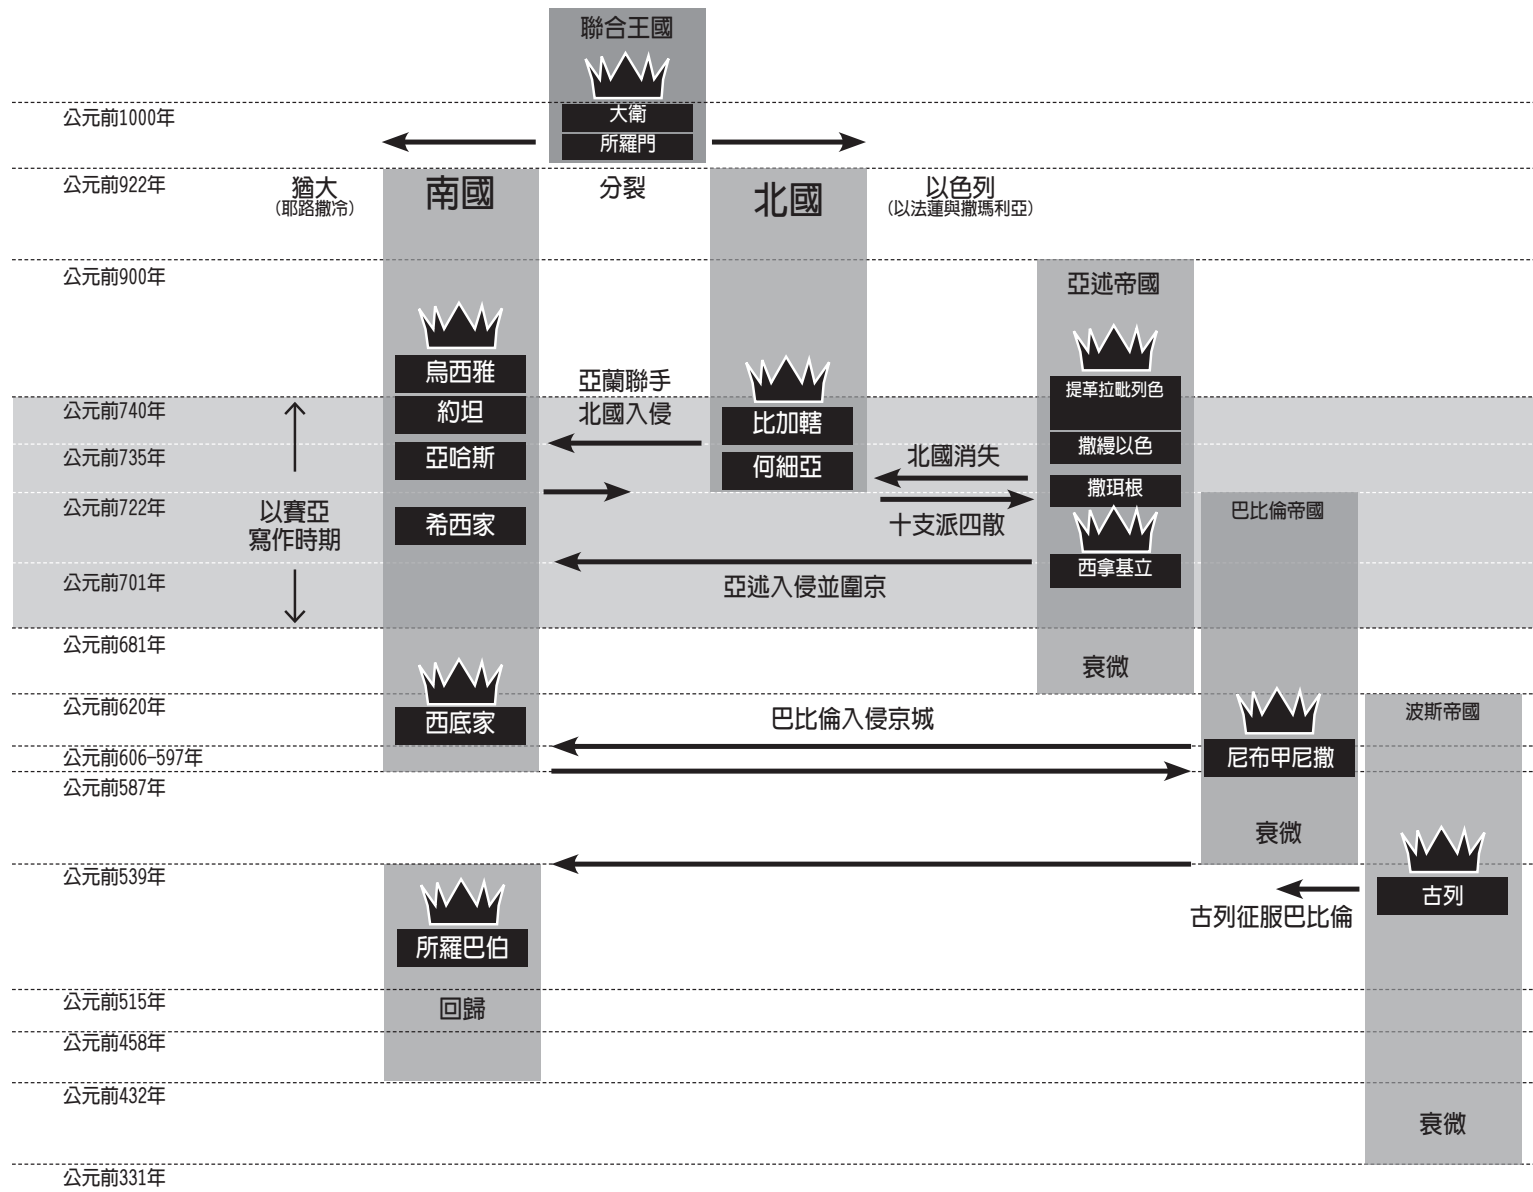 聯合王國
公元前1000年
大衛
所羅門
公元前922年
猶大
（耶路撒冷）
南國
分裂
北國
以色列
（以法蓮與撒瑪利亞）
公元前900年
亞述帝國
烏西雅
亞蘭聯手
北國入侵
提革拉毗列色
公元前740年
約坦
比加轄
撒縵以色
公元前735年
亞哈斯
何細亞
北國消失
撒珥根
公元前722年
以賽亞
寫作時期
希西家
十支派四散
巴比倫帝國
西拿基立
公元前701年
亞述入侵並圍京
公元前681年
衰微
公元前620年
西底家
巴比倫入侵京城
波斯帝國
公元前606-597年
尼布甲尼撒
公元前587年
衰微
公元前539年
古列
古列征服巴比倫
所羅巴伯
公元前515年
回歸
公元前458年
公元前432年
衰微
公元前331年